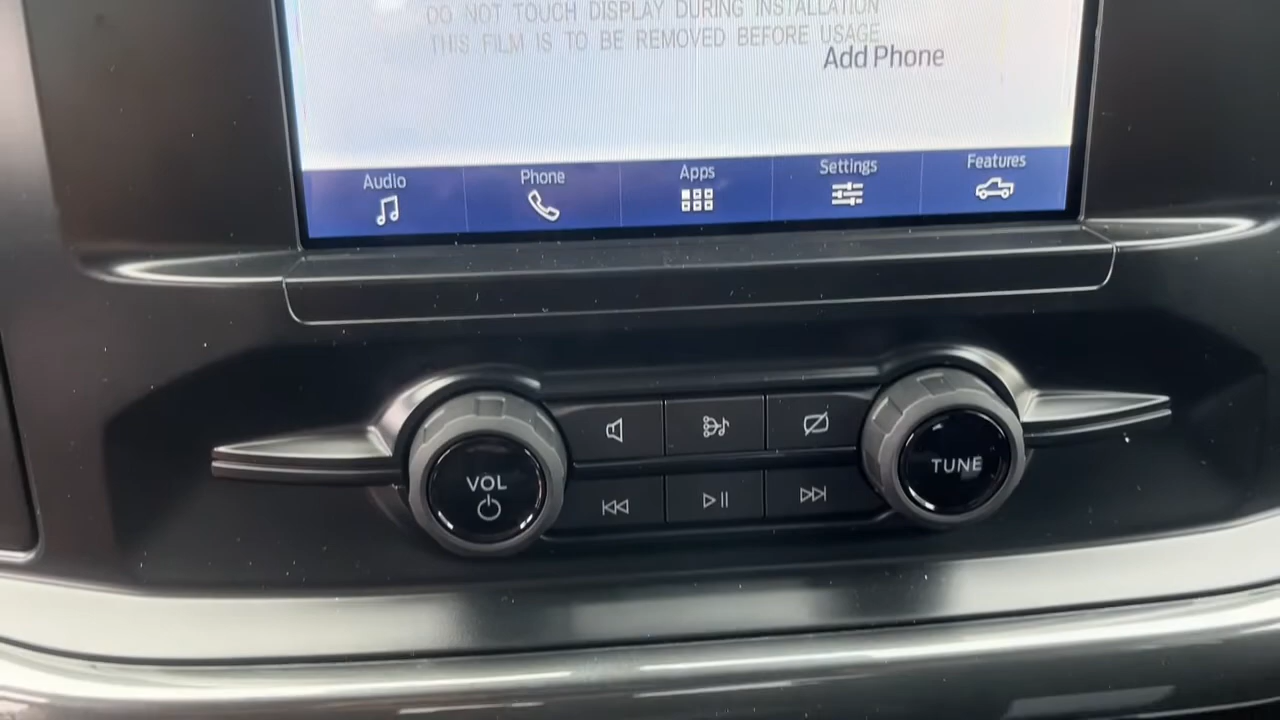 DO NOT TOUCH DISPLAY DURING INSTALLATION
THIS FILM IS TO BE REMOVED BEFORE USAGE
Add Phone
Audio
Phone
Apps
Settings
Features
VOL
TUNE